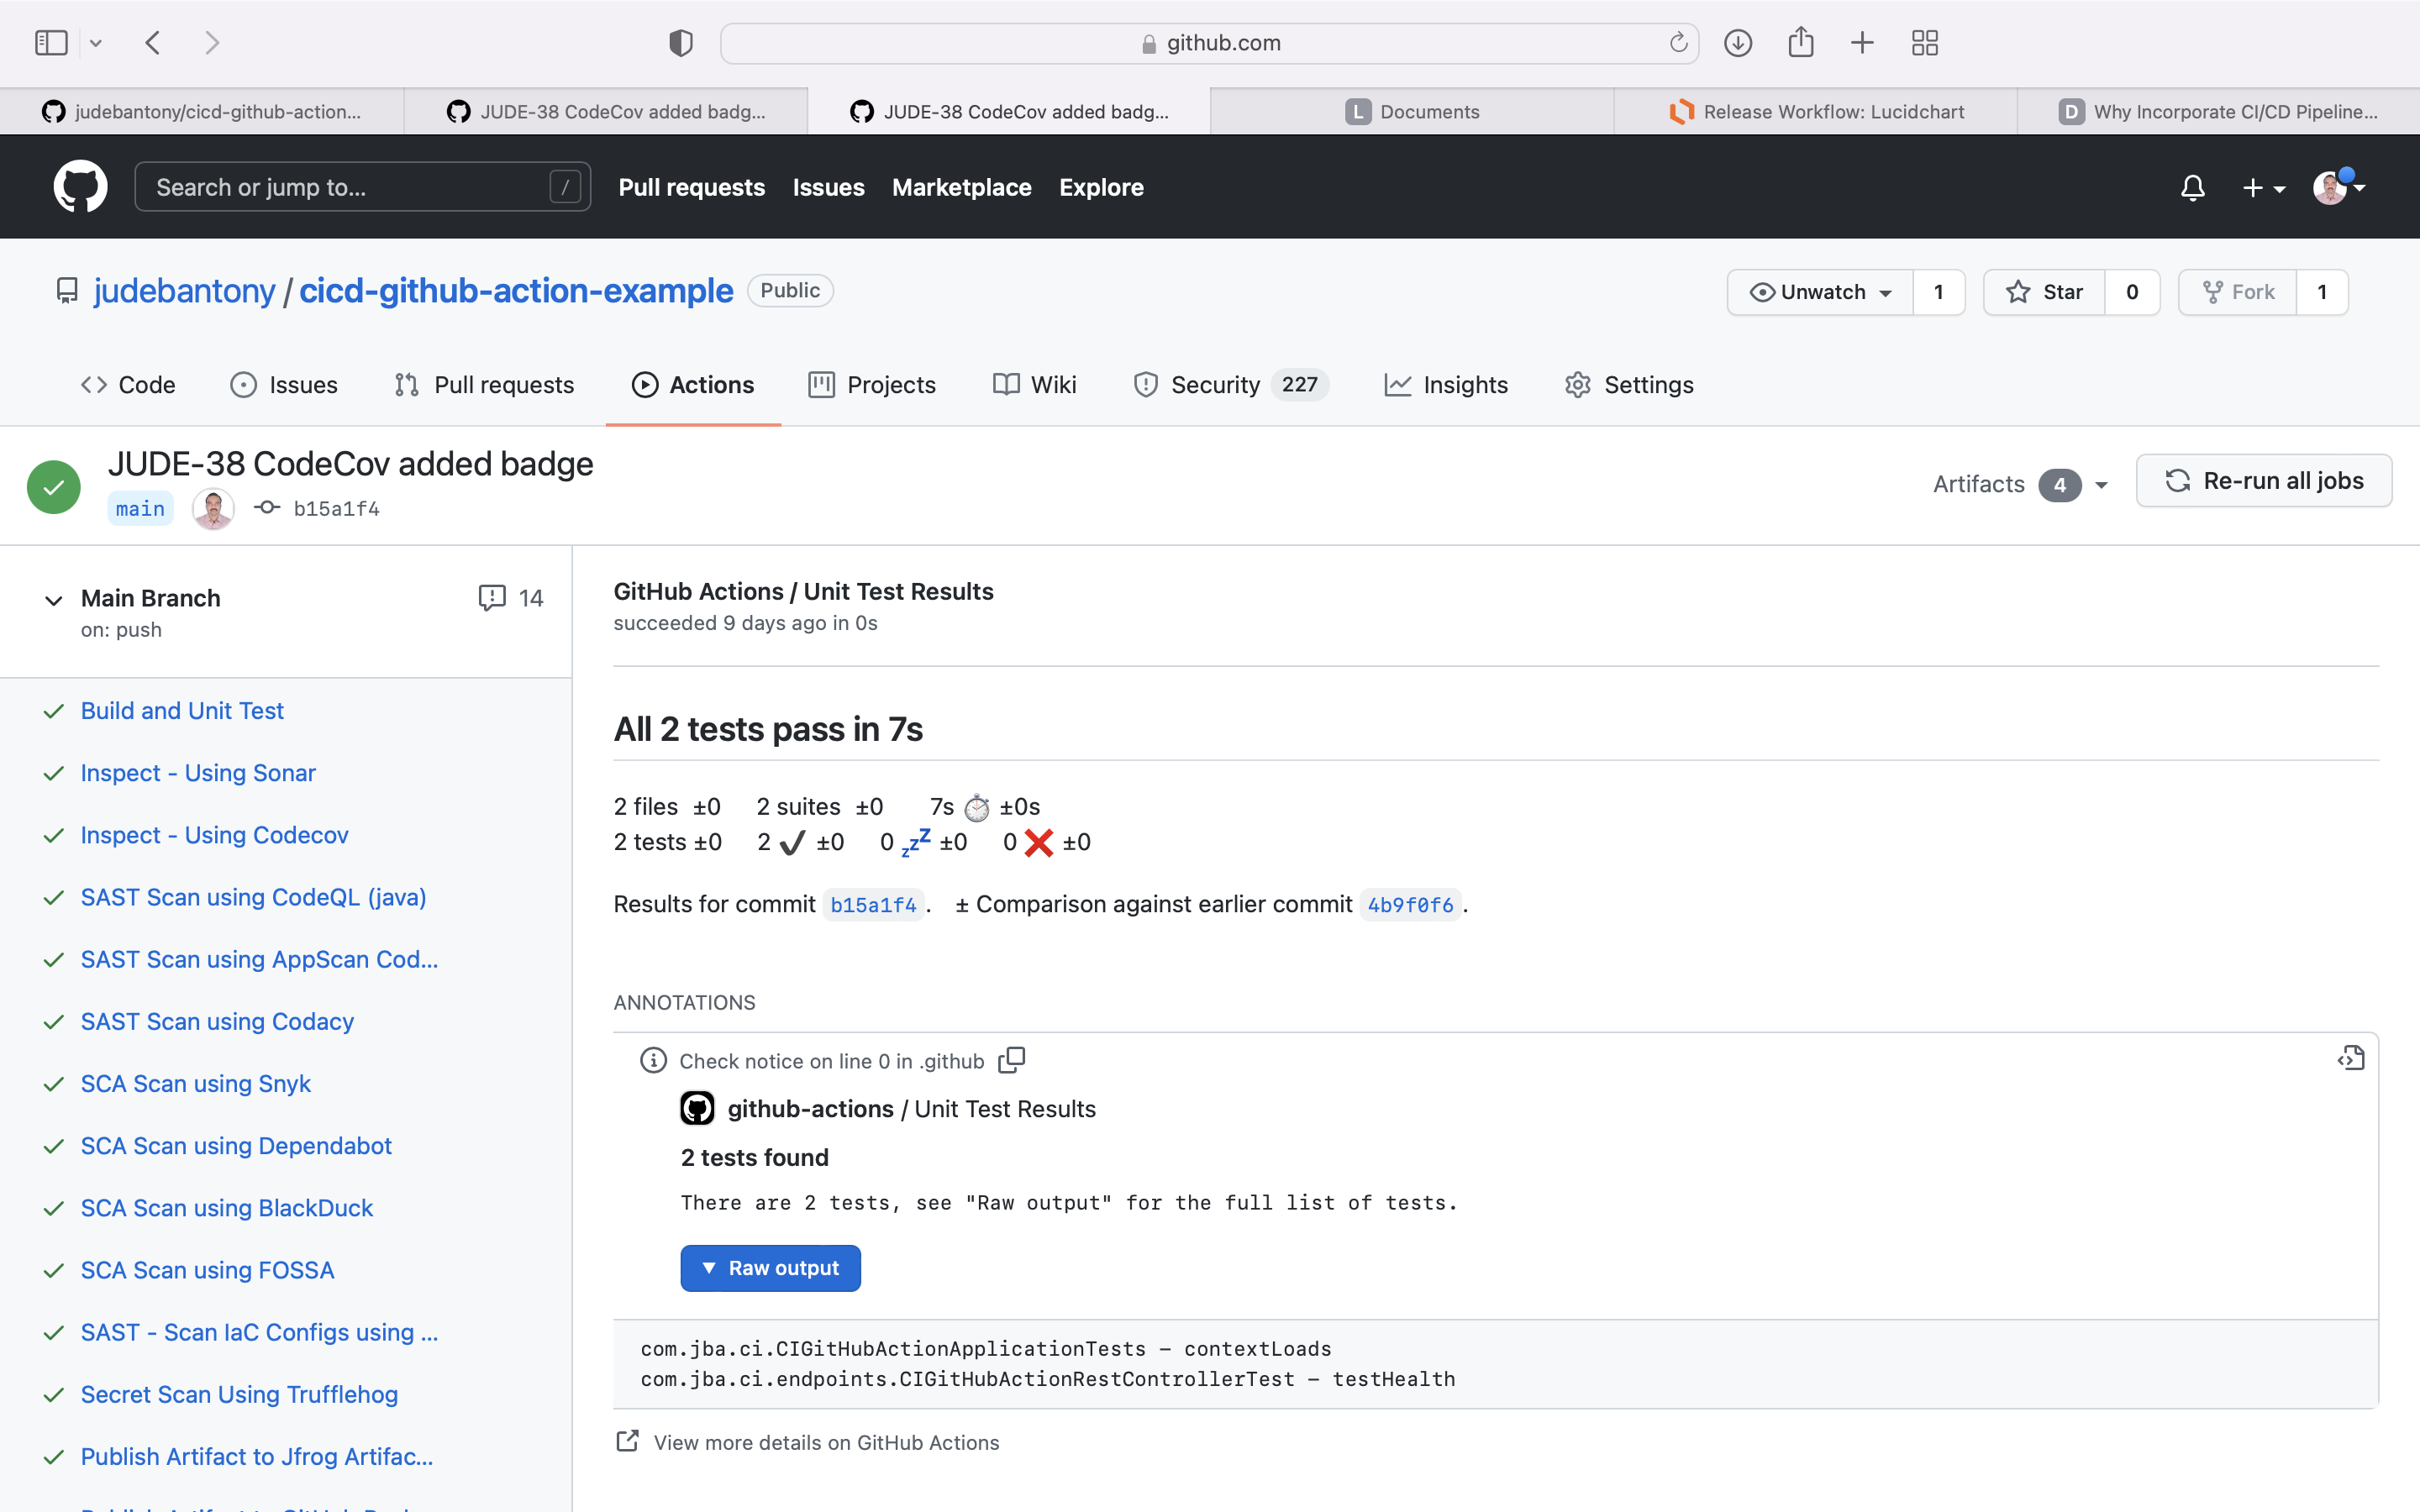 github.com
judebantony/cicd-github-action...
JUDE-38 CodeCov added badg...
JUDE-38 CodeCov added badg...
L Documents
Release Workflow: Lucidchart
D Why Incorporate CI/CD Pipeline...
Search or jump to... /
Pull requests
Issues
Marketplace
Explore
judebantony / cicd-github-action-example Public
Unwatch 1
Star 0
Fork 1
Code
Issues
Pull requests
Actions
Projects
Wiki
Security 227
Insights
Settings
JUDE-38 CodeCov added badge
main b15a1f4
Artifacts 4
Re-run all jobs
Main Branch 14
on: push
Build and Unit Test
Inspect - Using Sonar
Inspect - Using Codecov
SAST Scan using CodeQL (java)
SAST Scan using AppScan Cod...
SAST Scan using Codacy
SCA Scan using Snyk
SCA Scan using Dependabot
SCA Scan using BlackDuck
SCA Scan using FOSSA
SAST - Scan IaC Configs using ...
Secret Scan Using Trufflehog
Publish Artifact to Jfrog Artifac...
GitHub Actions / Unit Test Results
succeeded 9 days ago in 0s
All 2 tests pass in 7s
2 files ±0 2 suites ±0 7s ⏱️ ±0s
2 tests ±0 2 ✔️ ±0 0 💤 ±0 0 ❌ ±0
Results for commit b15a1f4. ± Comparison against earlier commit 4b9f0f6.
ANNOTATIONS
Check notice on line 0 in .github
github-actions / Unit Test Results
2 tests found
There are 2 tests, see "Raw output" for the full list of tests.
▼ Raw output
com.jba.ci.CIGitHubActionApplicationTests – contextLoads
com.jba.ci.endpoints.CIGitHubActionRestControllerTest – testHealth
View more details on GitHub Actions